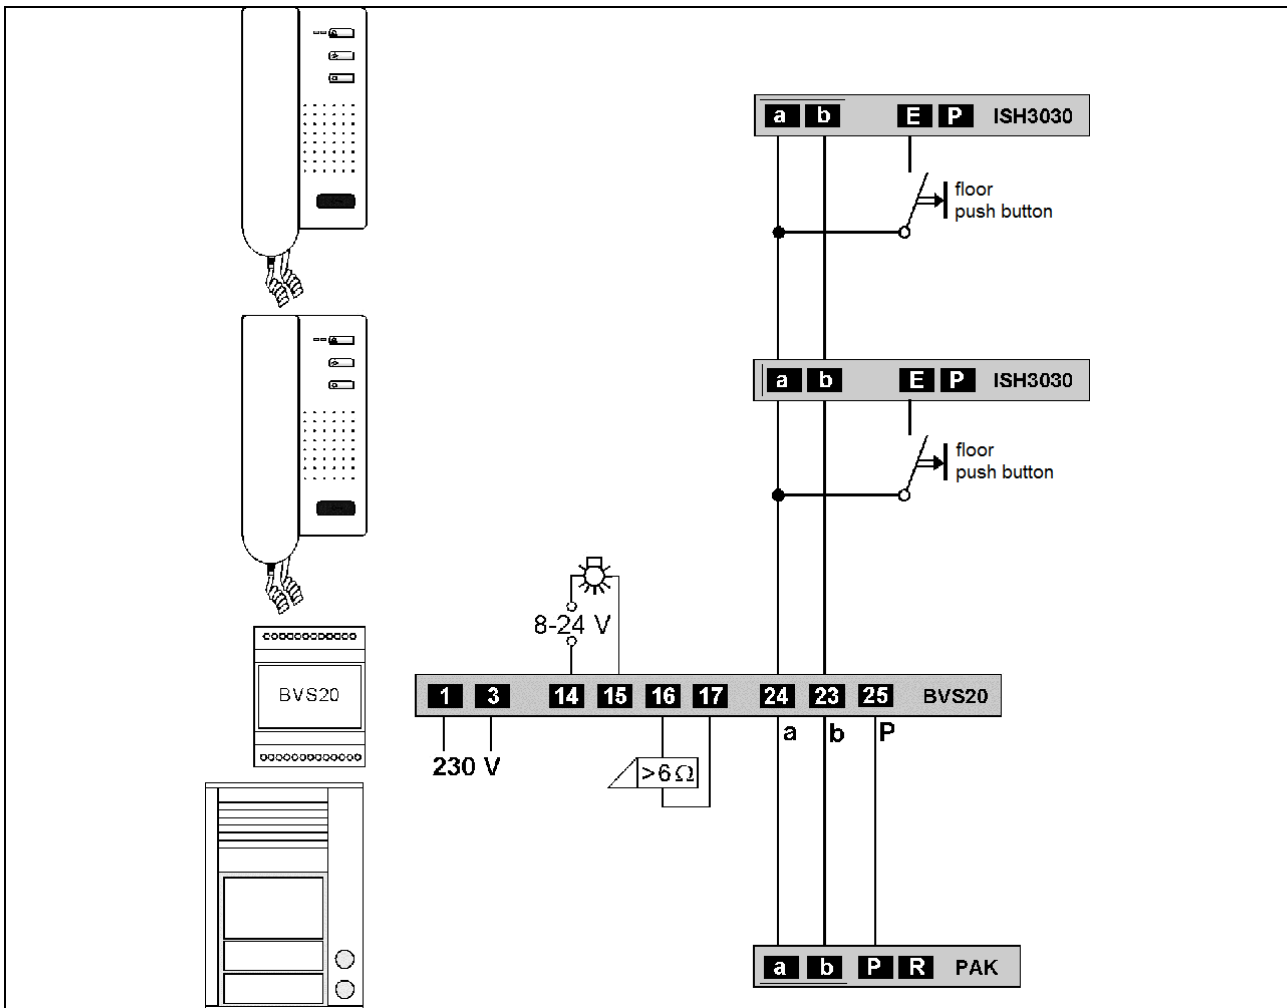 a b E P ISH3030
floor
push button
a b E P ISH3030
floor
push button
8-24 V
BVS20
1 3 14 15 16 17 24 23 25 BVS20
a b P
230 V
>6 Ω
a b P R PAK